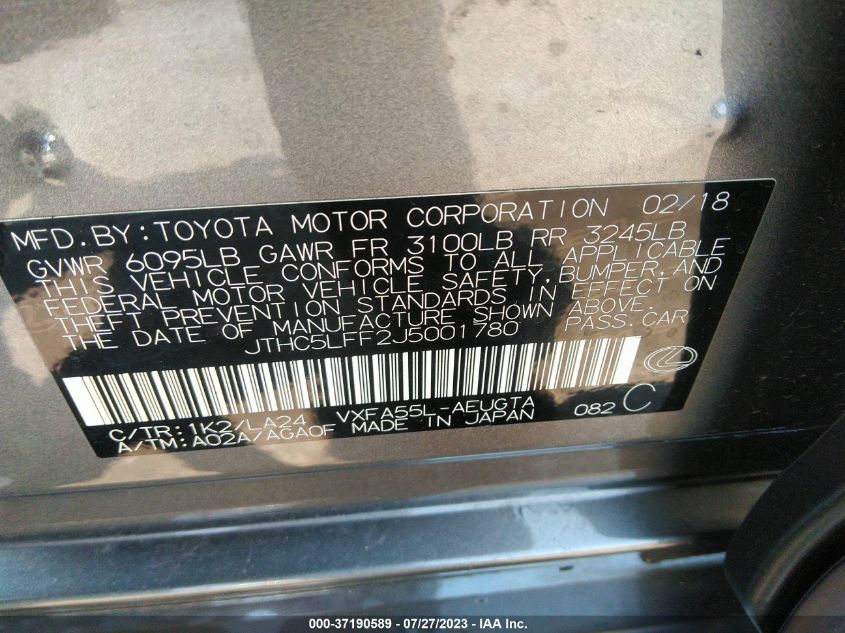 MFD.BY:TOYOTA MOTOR CORPORATION 02/18
GVWR 6095LB GAWR FR 3100LB RR 3245LB
THIS VEHICLE CONFORMS TO ALL APPLICABLE
FEDERAL MOTOR VEHICLE SAFETY,BUMPER,AND
THEFT PREVENTION STANDARDS IN EFFECT ON
THE DATE OF MANUFACTURE SHOWN ABOVE.
JTHC5LFF2J5001780 PASS.CAR
C/TR:1K2/LA24 VXFA55L-AEUGTA 082 C
A/TM:A02A/AGA0F MADE IN JAPAN
000-37190589 / 07/27/2023 - IAA Inc.